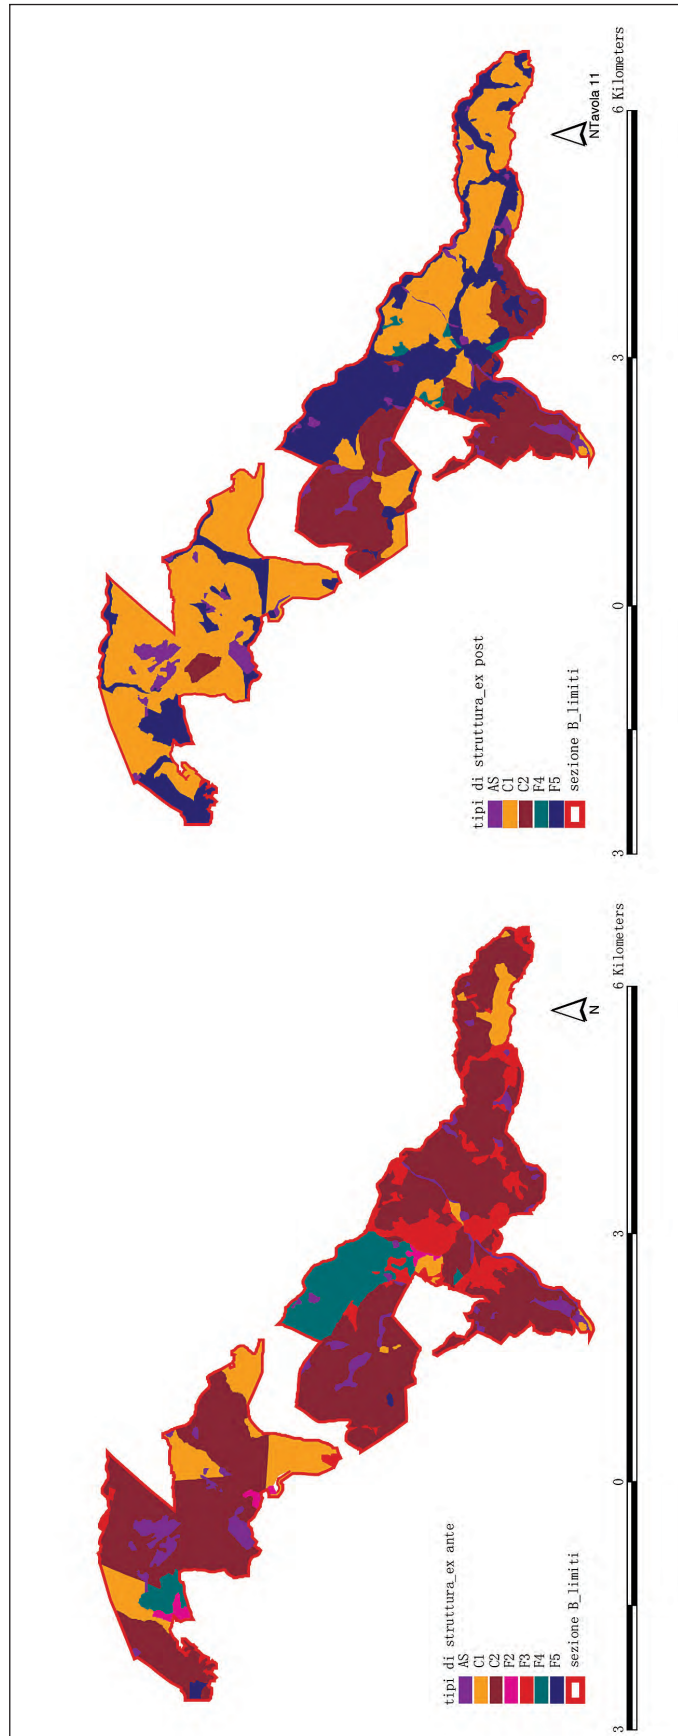 tipi di struttura_ex post
AS
C1
C2
F4
F5
sezione B_limiti
3 0 3 6 Kilometers
NTavola 11
tipi di struttura_ex ante
AS
C1
C2
F2
F3
F4
F5
sezione B_limiti
3 0 3 6 Kilometers
N